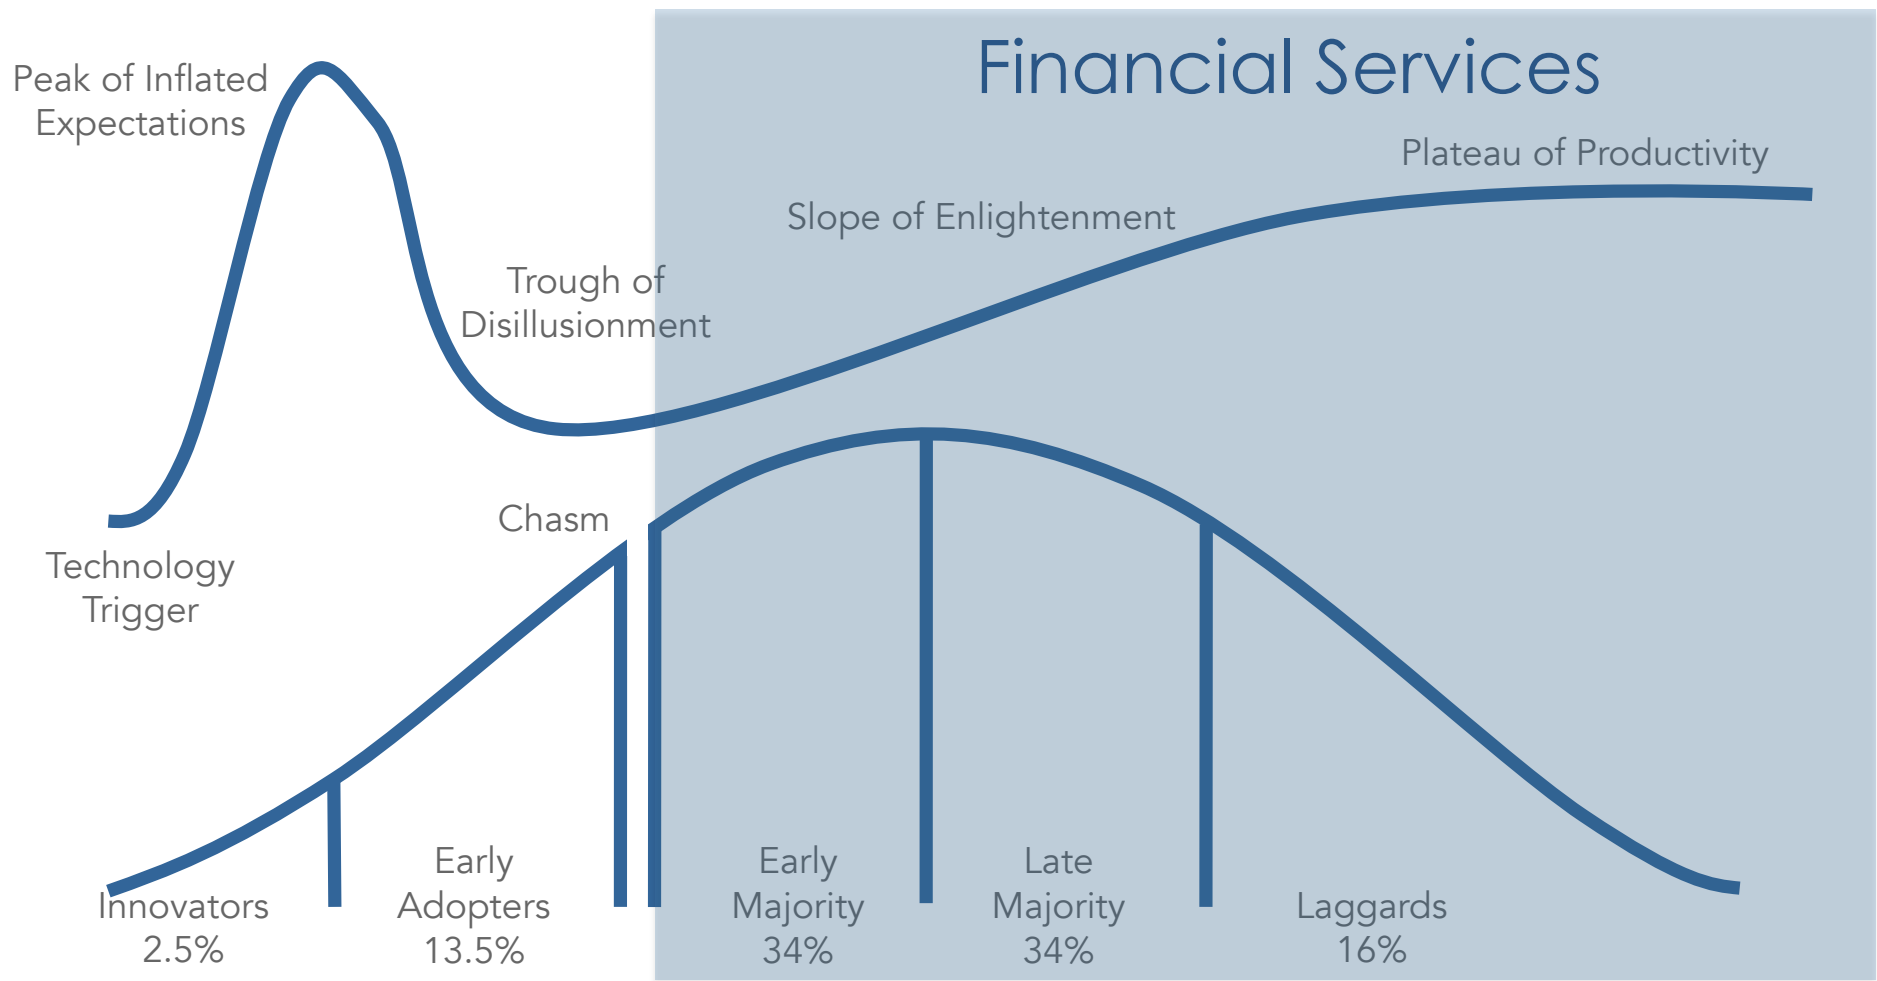 Financial Services
Peak of Inflated
Expectations
Plateau of Productivity
Slope of Enlightenment
Trough of
Disillusionment
Chasm
Technology
Trigger
Innovators
2.5%
Early
Adopters
13.5%
Early
Majority
34%
Late
Majority
34%
Laggards
16%